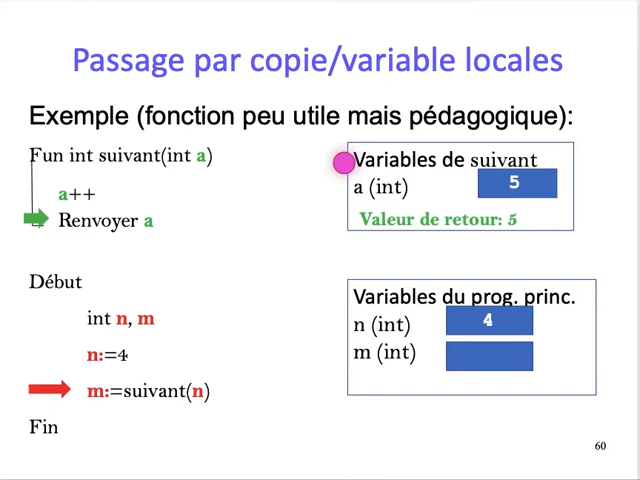 Passage par copie/variable locales
Exemple (fonction peu utile mais pédagogique):
Fun int suivant(int a)
a++
Renvoyer a
Variables de suivant
a (int)
5
Valeur de retour: 5
Début
int n, m
n:=4
m:=suivant(n)
Fin
Variables du prog. princ.
n (int)
4
m (int)
60